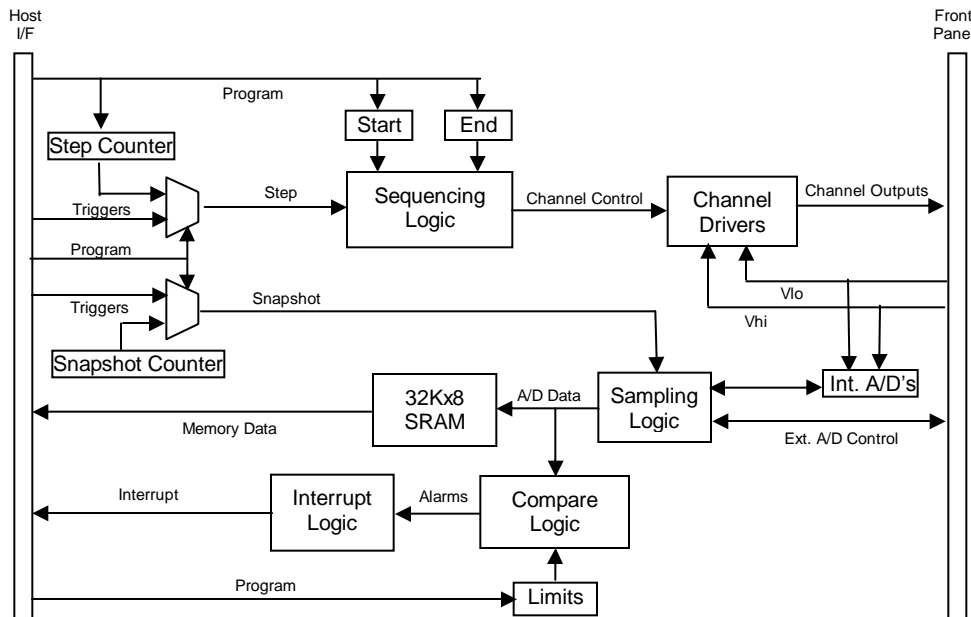 Host
I/F
Front
Panel
Program
Start
End
Step Counter
Triggers
Step
Sequencing
Logic
Channel Control
Channel
Drivers
Channel Outputs
Program
Triggers
Snapshot
Vlo
Vhi
Snapshot Counter
32Kx8
SRAM
A/D Data
Sampling
Logic
Int. A/D's
Memory Data
Ext. A/D Control
Interrupt
Interrupt
Logic
Alarms
Compare
Logic
Program
Limits